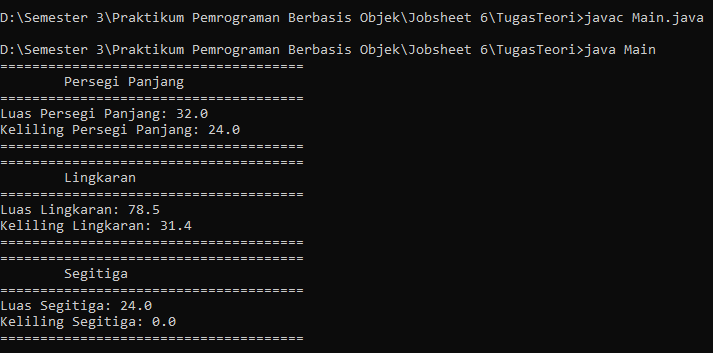 D:\Semester 3\Praktikum Pemrograman Berbasis Objek\Jobsheet 6\TugasTeori>javac Main.java
D:\Semester 3\Praktikum Pemrograman Berbasis Objek\Jobsheet 6\TugasTeori>java Main
======================================
        Persegi Panjang
======================================
Luas Persegi Panjang: 32.0
Keliling Persegi Panjang: 24.0
======================================
======================================
        Lingkaran
======================================
Luas Lingkaran: 78.5
Keliling Lingkaran: 31.4
======================================
======================================
        Segitiga
======================================
Luas Segitiga: 24.0
Keliling Segitiga: 0.0
======================================